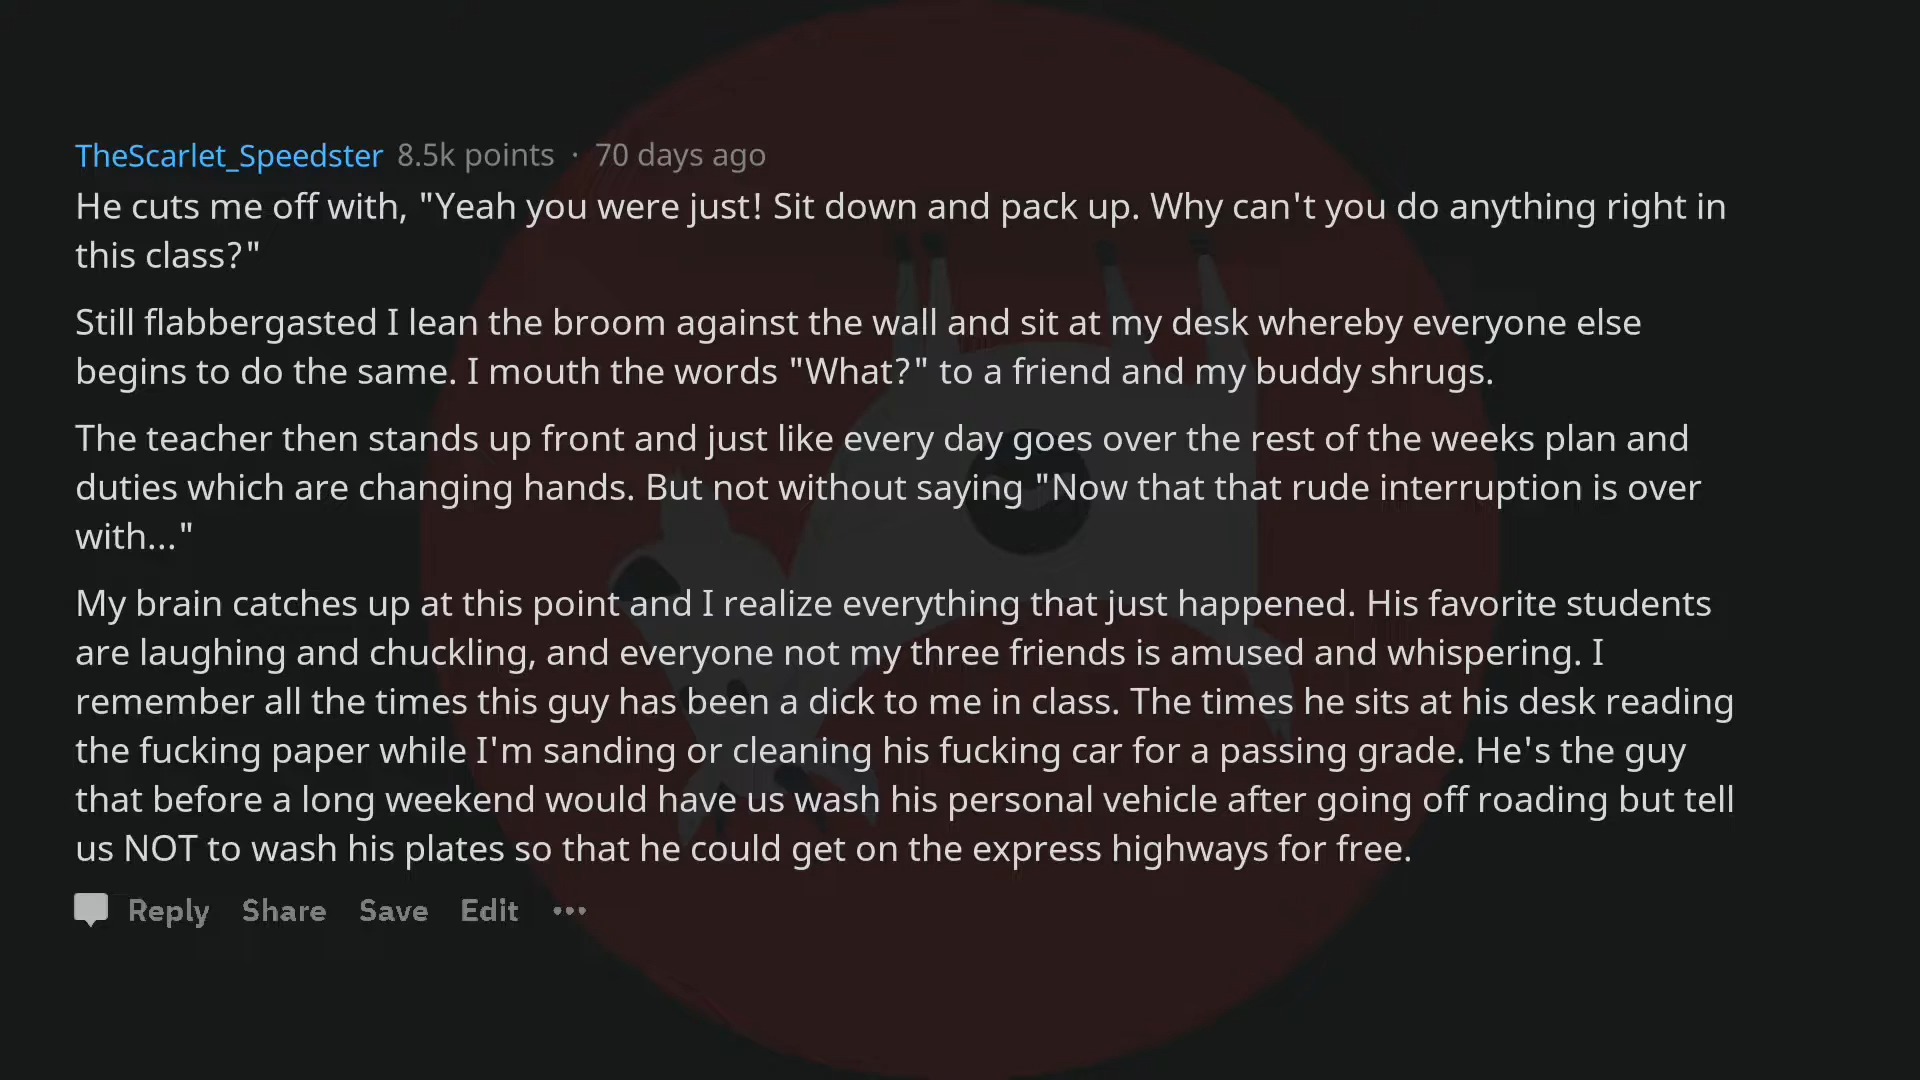 TheScarlet_Speedster 8.5k points · 70 days ago
He cuts me off with, "Yeah you were just! Sit down and pack up. Why can't you do anything right in
this class?"
Still flabbergasted I lean the broom against the wall and sit at my desk whereby everyone else
begins to do the same. I mouth the words "What?" to a friend and my buddy shrugs.
The teacher then stands up front and just like every day goes over the rest of the weeks plan and
duties which are changing hands. But not without saying "Now that that rude interruption is over
with..."
My brain catches up at this point and I realize everything that just happened. His favorite students
are laughing and chuckling, and everyone not my three friends is amused and whispering. I
remember all the times this guy has been a dick to me in class. The times he sits at his desk reading
the fucking paper while I'm sanding or cleaning his fucking car for a passing grade. He's the guy
that before a long weekend would have us wash his personal vehicle after going off roading but tell
us NOT to wash his plates so that he could get on the express highways for free.
Reply Share Save Edit •••